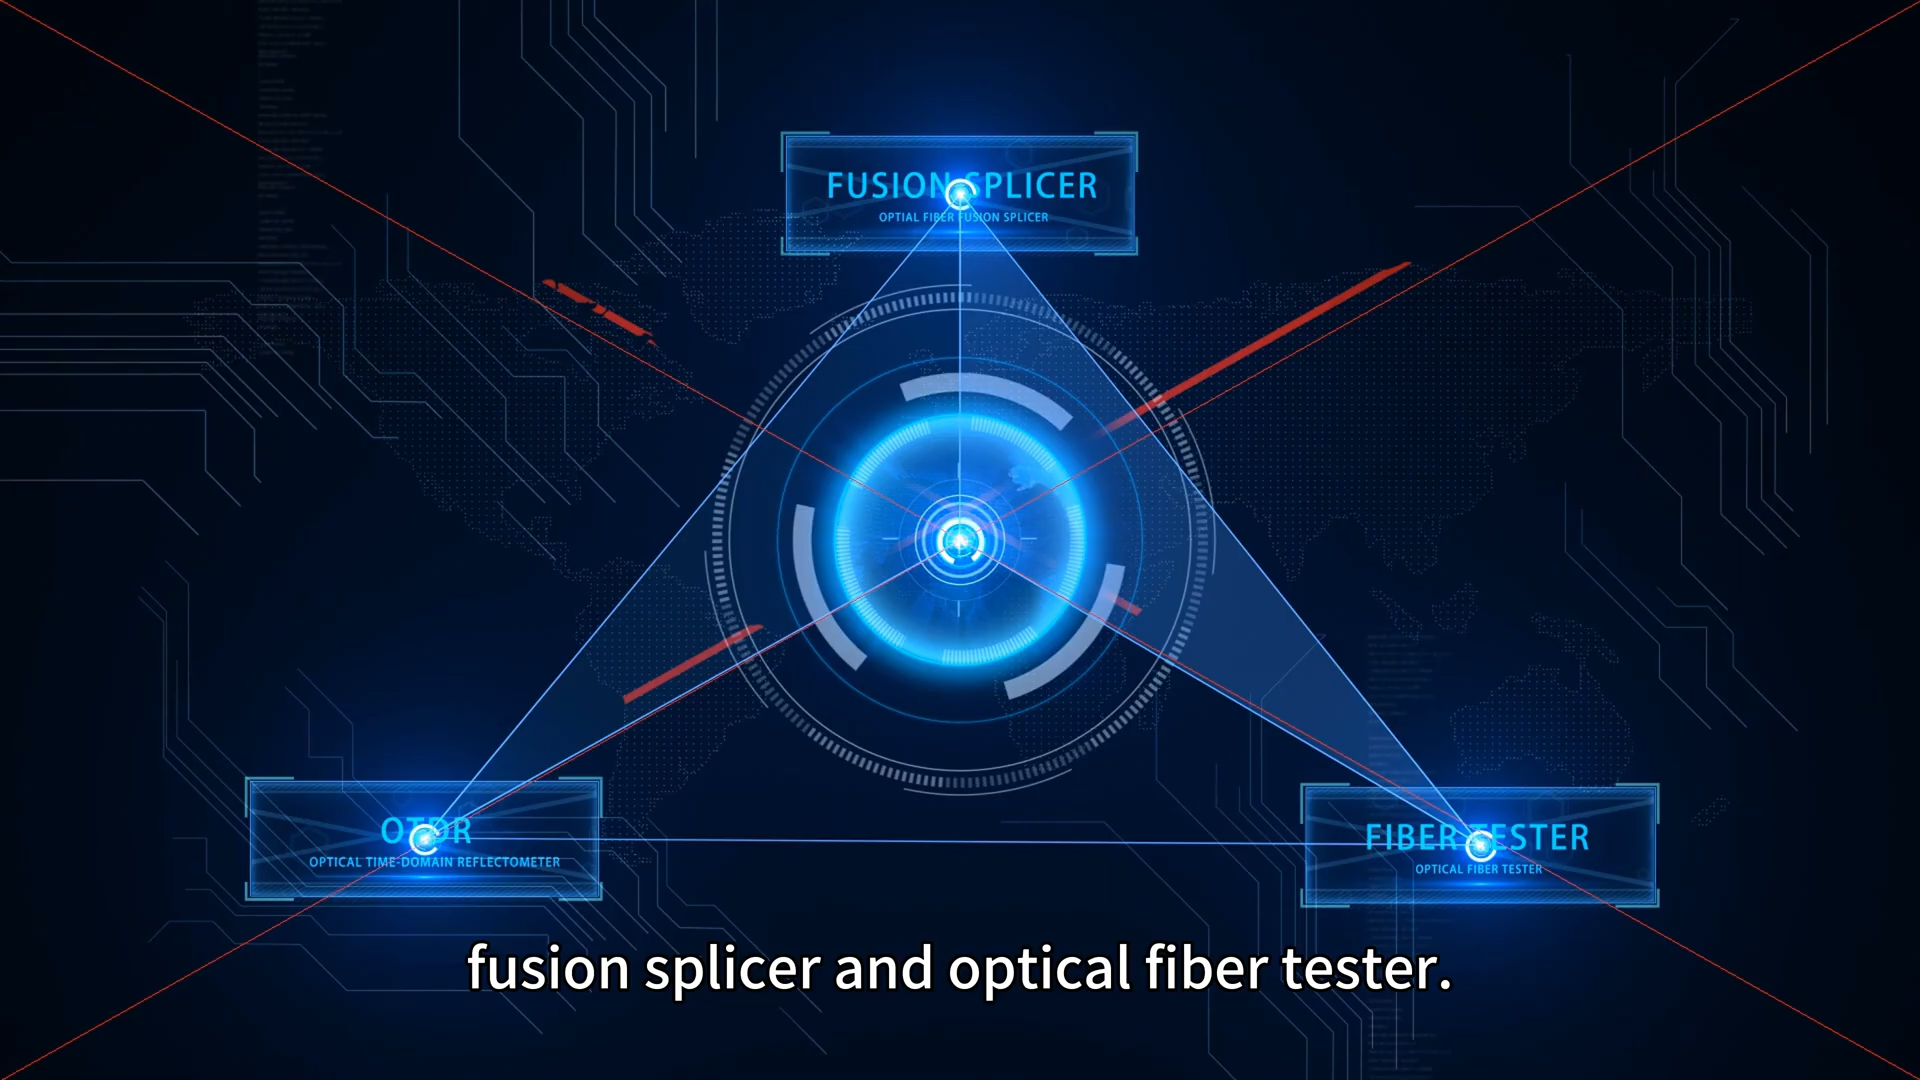 FUSION SPLICER
OPTIAL FIBER FUSION SPLICER
OTDR
OPTICAL TIME-DOMAIN REFLECTOMETER
FIBER TESTER
OPTICAL FIBER TESTER
fusion splicer and optical fiber tester.